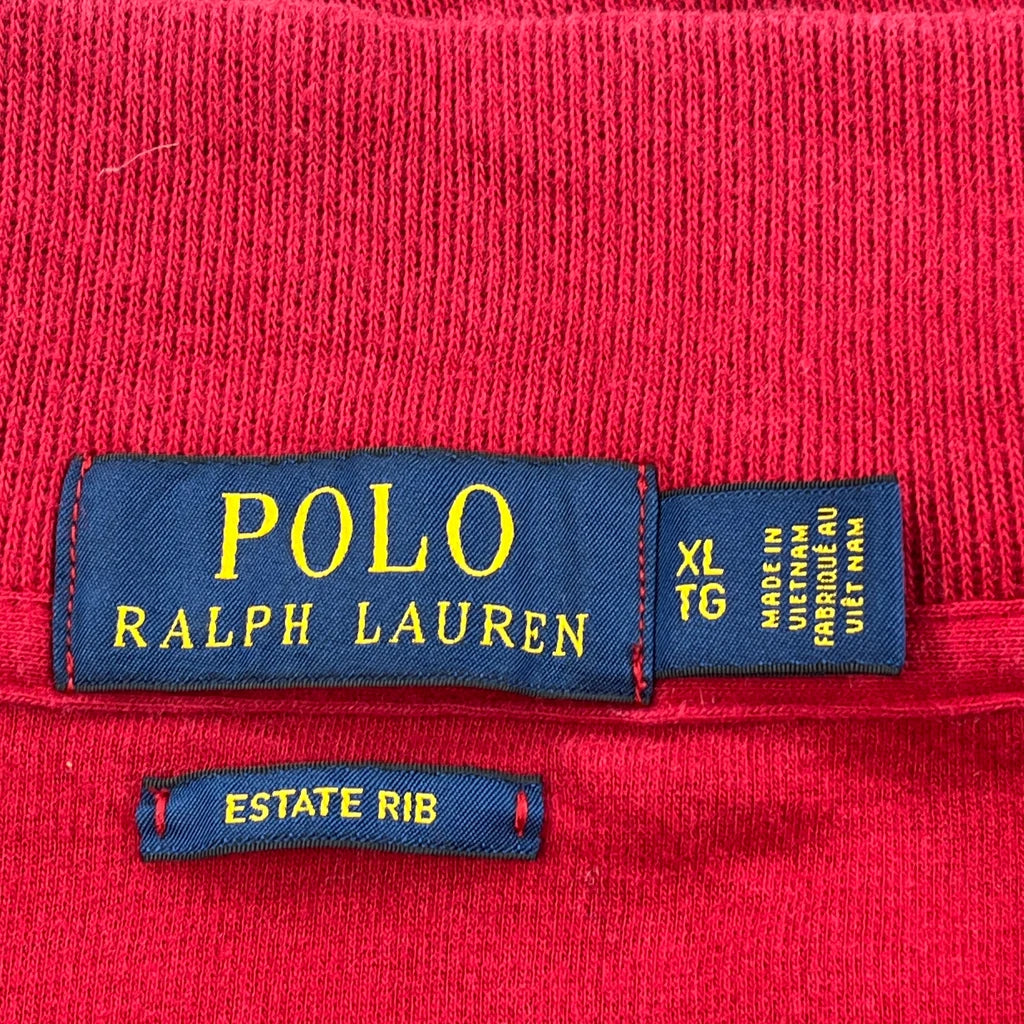 POLO
RALPH LAUREN
XL
TG
MADE IN
VIETNAM
FABRIQUÉ AU
VIÊT NAM
ESTATE RIB